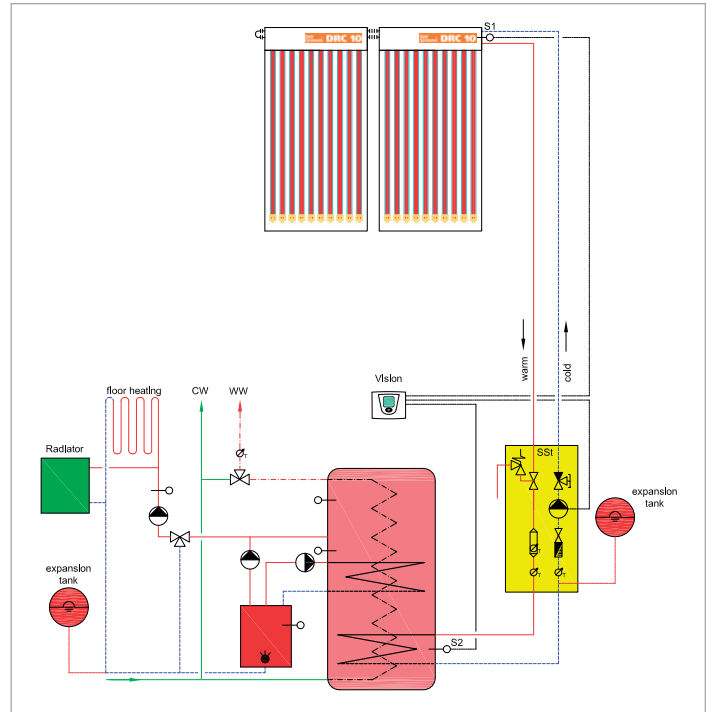 DRC 10
DRC 10
S1
warm
cold
floor heating
CW
WW
Vision
Radiator
T
SSt
expansion
tank
expansion
tank
T
T
T
S2